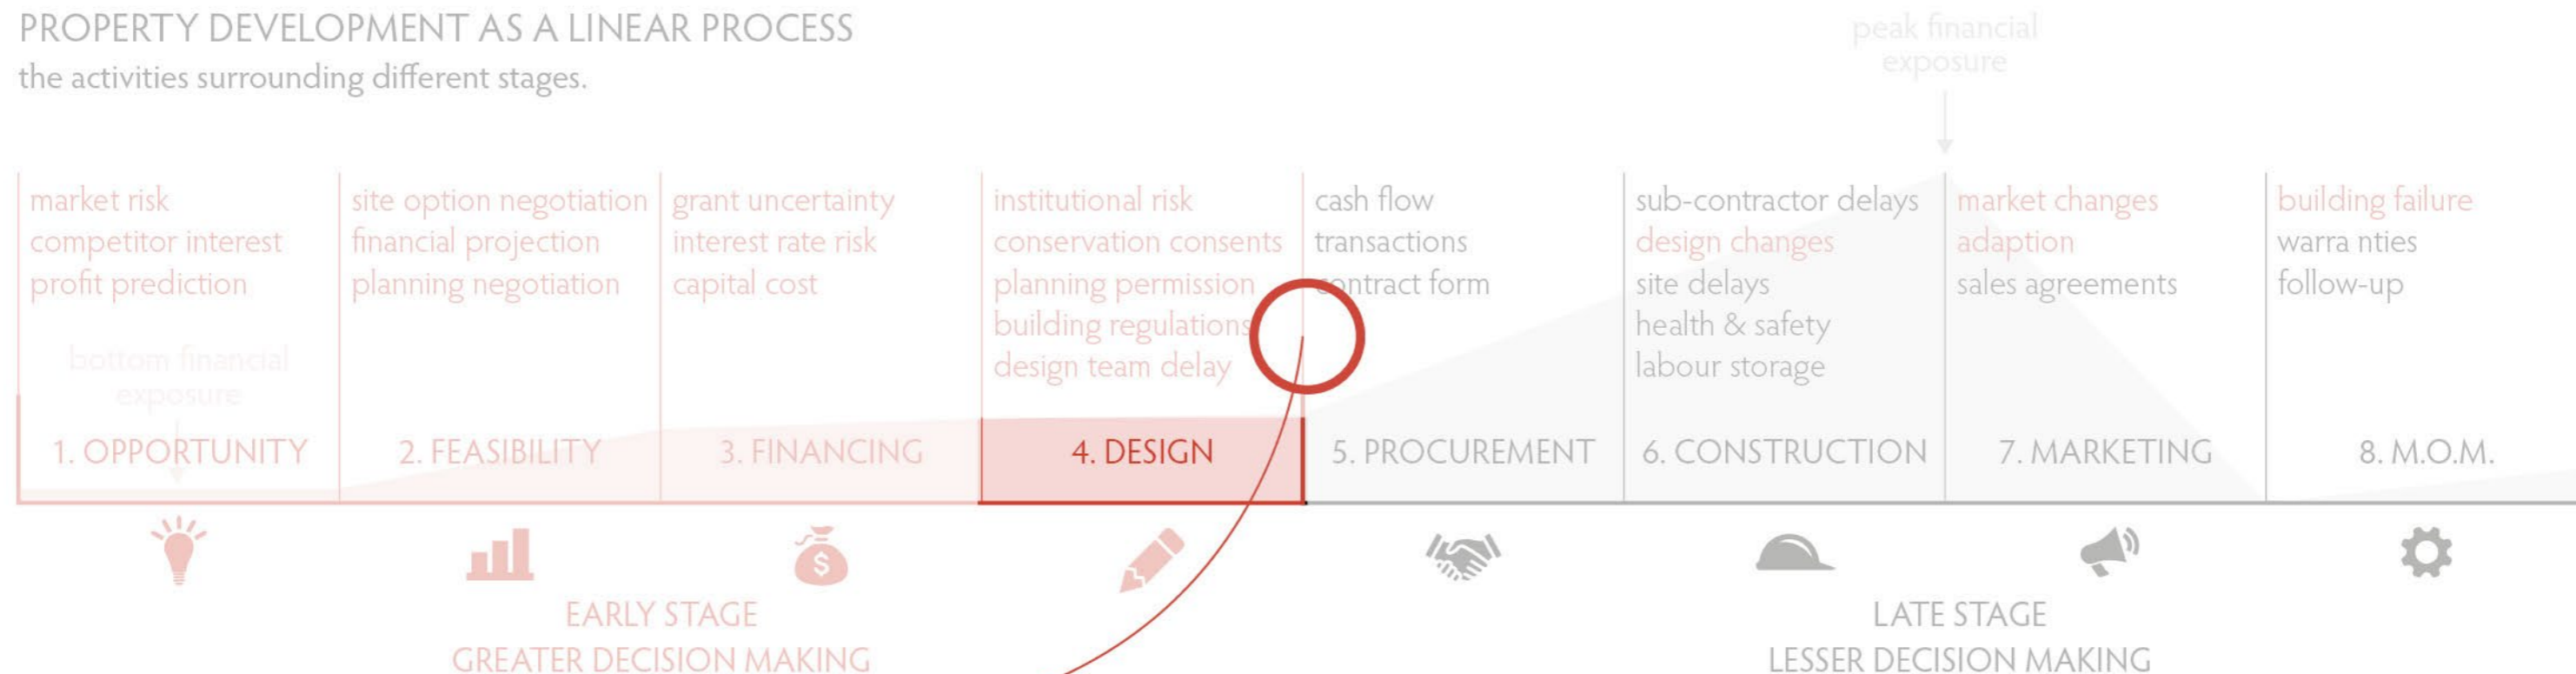 PROPERTY DEVELOPMENT AS A LINEAR PROCESS
the activities surrounding different stages.
peak financial
exposure
market risk
competitor interest
profit prediction
bottom financial
exposure
1. OPPORTUNITY
site option negotiation
financial projection
planning negotiation
2. FEASIBILITY
grant uncertainty
interest rate risk
capital cost
3. FINANCING
institutional risk
conservation consents
planning permission
building regulations
design team delay
4. DESIGN
cash flow
transactions
contract form
5. PROCUREMENT
sub-contractor delays
design changes
site delays
health & safety
labour storage
6. CONSTRUCTION
market changes
adaption
sales agreements
7. MARKETING
building failure
warra nties
follow-up
8. M.O.M.
$
EARLY STAGE
GREATER DECISION MAKING
LATE STAGE
LESSER DECISION MAKING